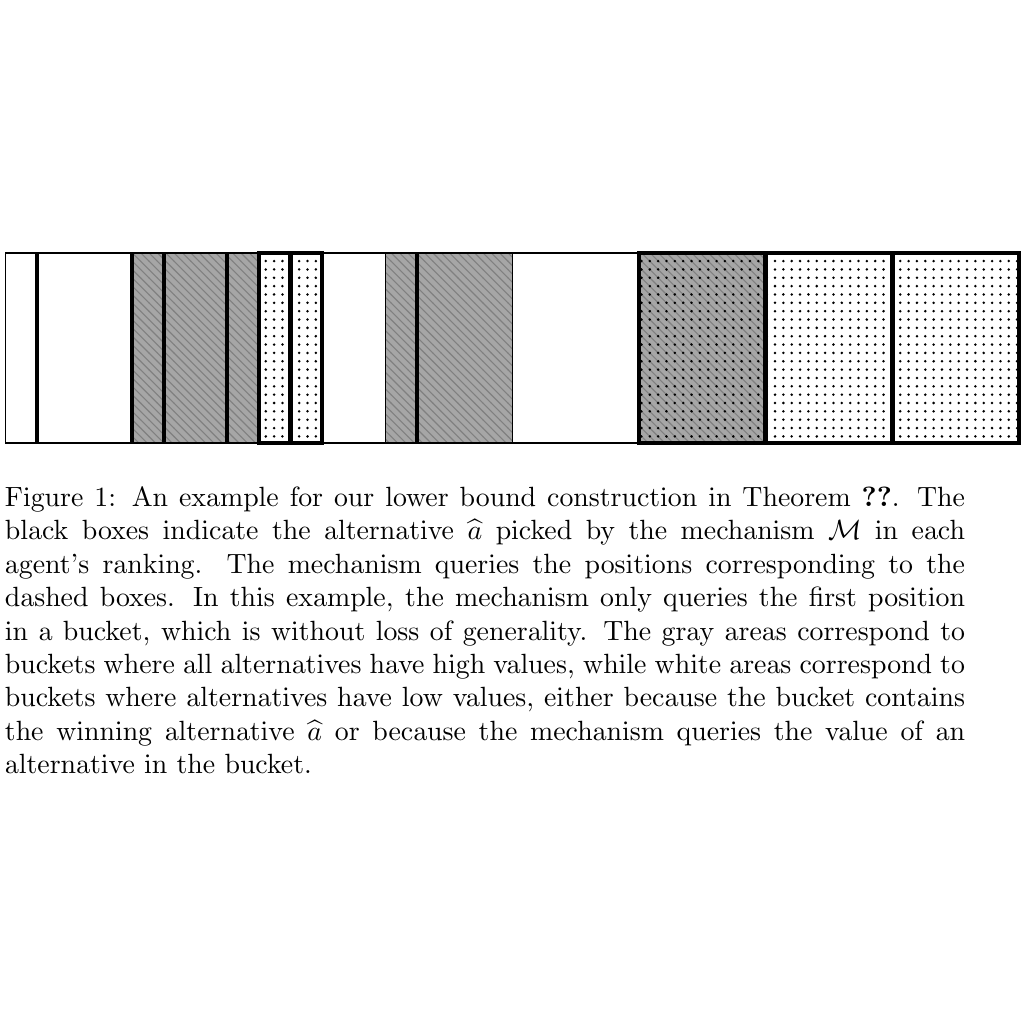 Figure 1: An example for our lower bound construction in Theorem ??. The
black boxes indicate the alternative â picked by the mechanism ℳ in each
agent's ranking. The mechanism queries the positions corresponding to the
dashed boxes. In this example, the mechanism only queries the first position
in a bucket, which is without loss of generality. The gray areas correspond to
buckets where all alternatives have high values, while white areas correspond to
buckets where alternatives have low values, either because the bucket contains
the winning alternative â or because the mechanism queries the value of an
alternative in the bucket.